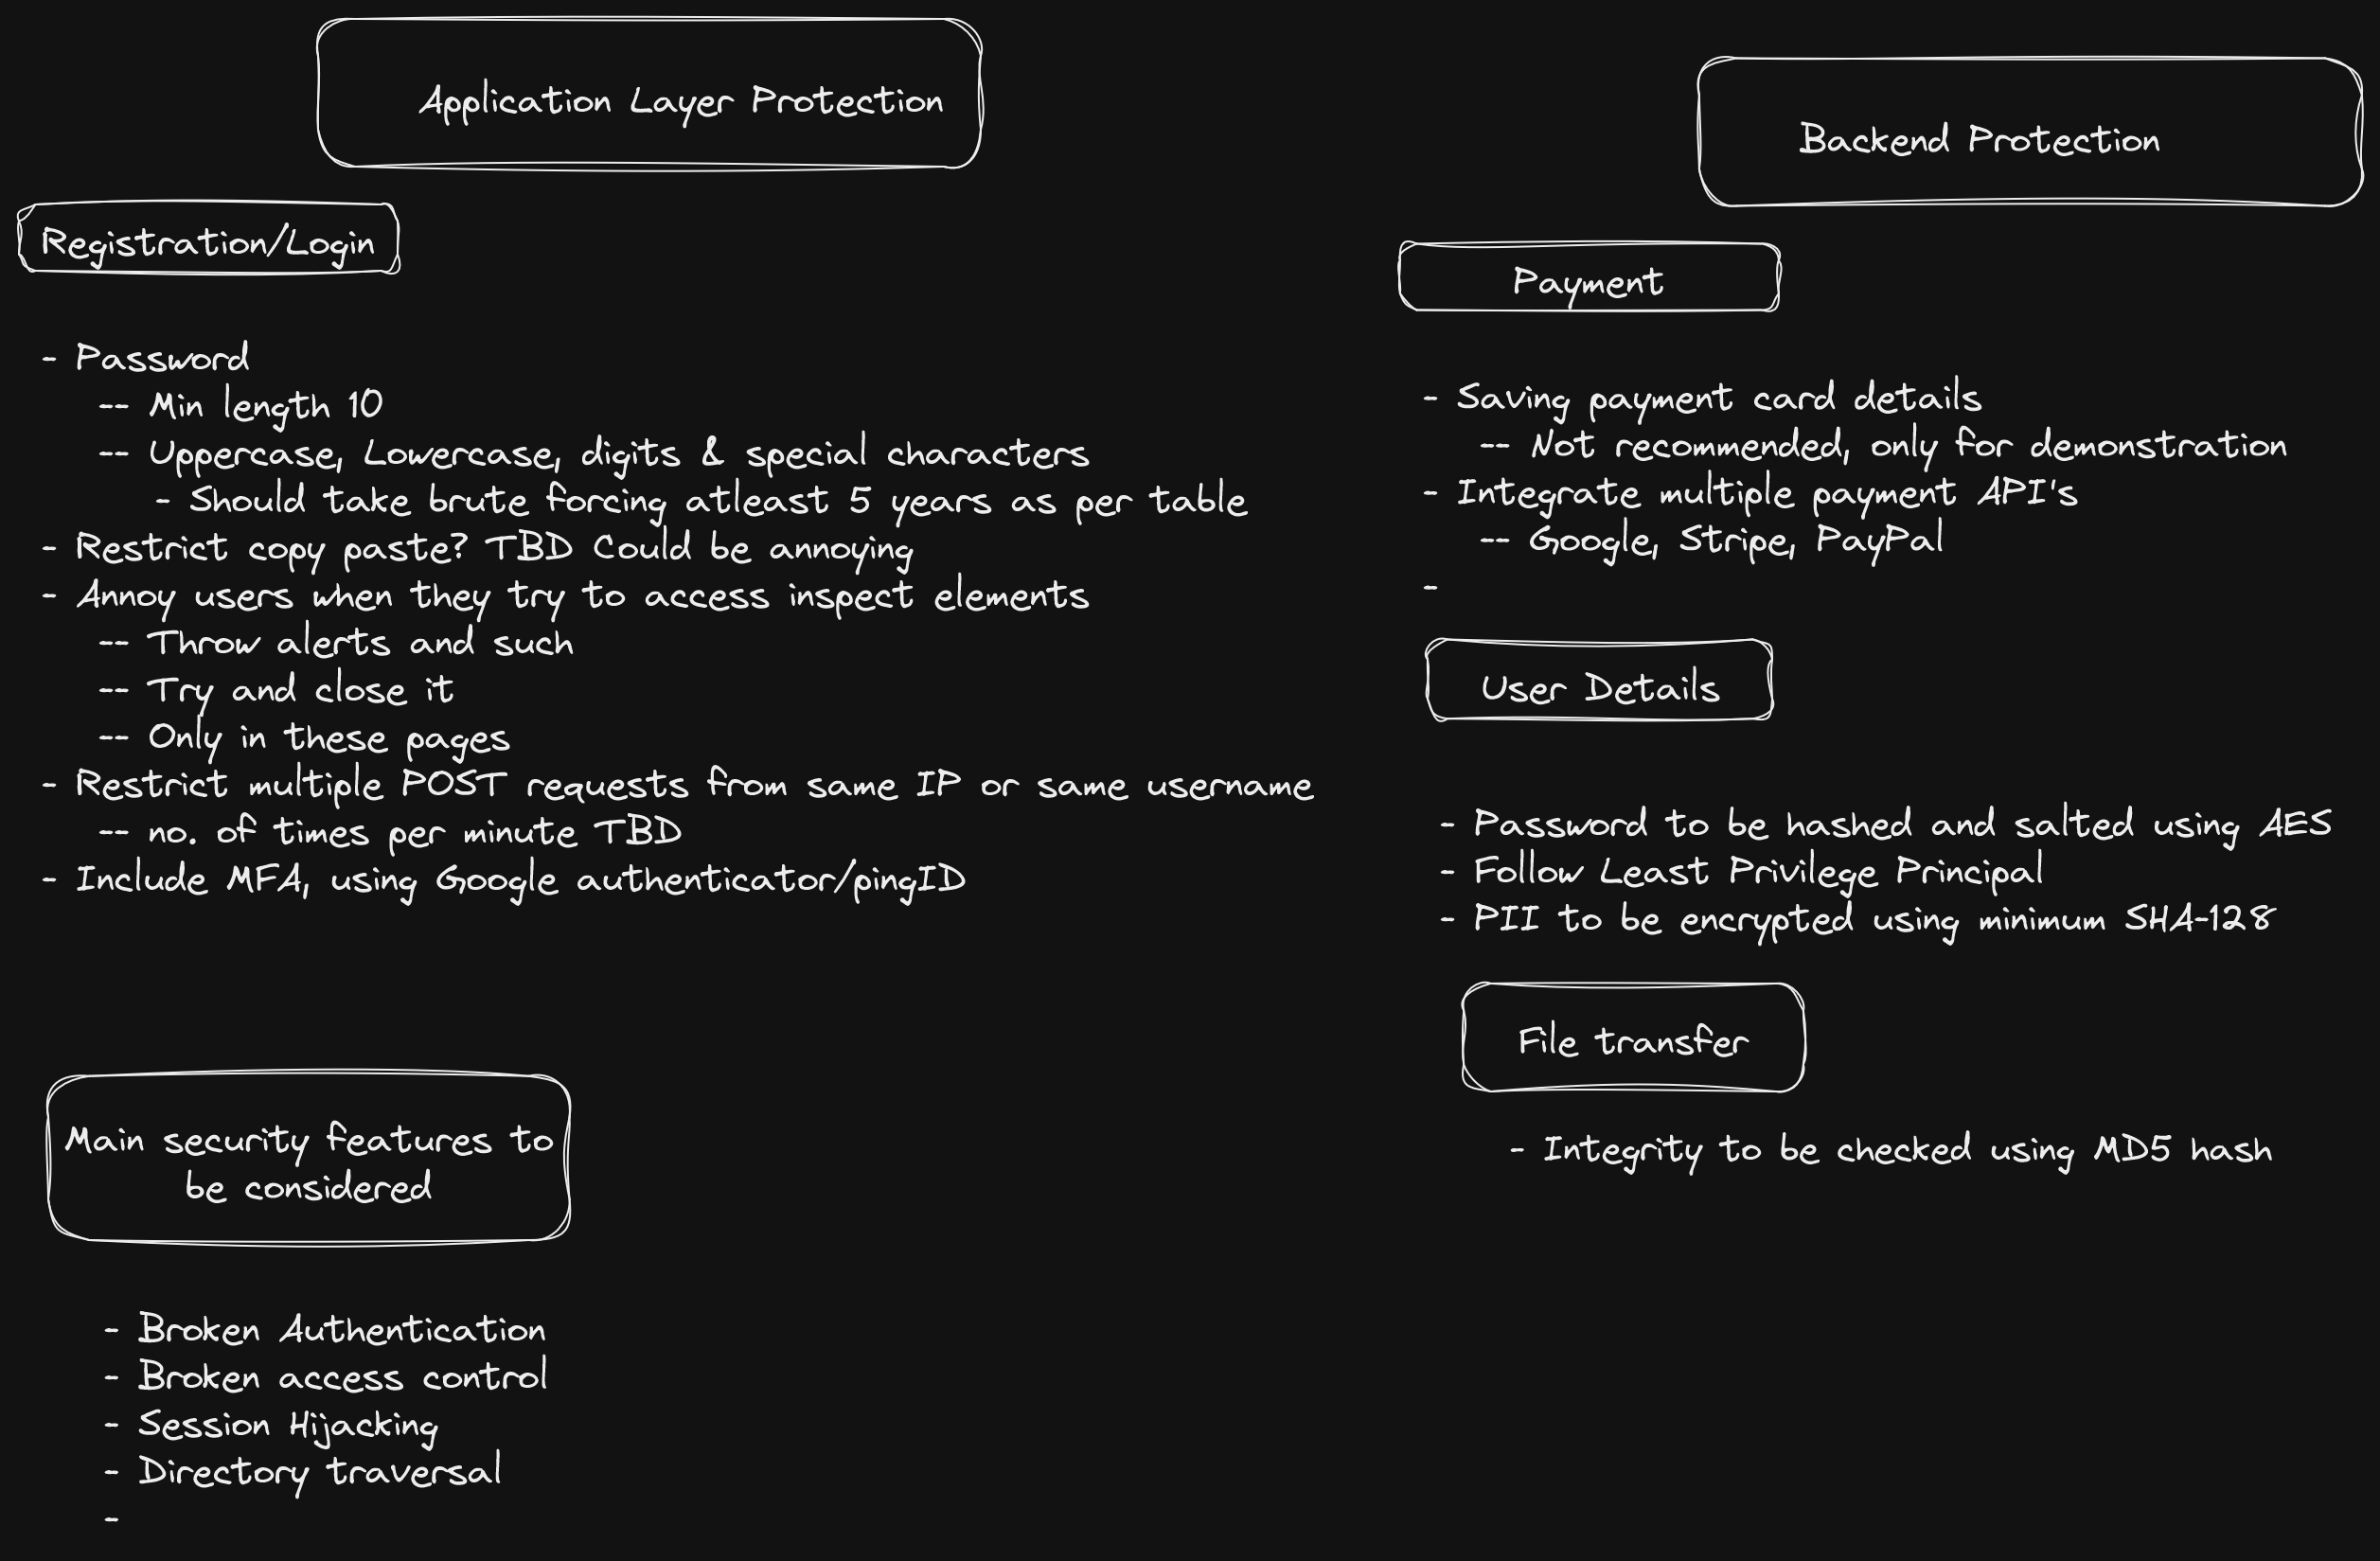 Application Layer Protection
Registration/Login
- Password
-- Min length 10
-- Uppercase, Lowercase, digits & special characters
- Should take brute forcing atleast 5 years as per table
- Restrict copy paste? TBD Could be annoying
- Annoy users when they try to access inspect elements
-- Throw alerts and such
-- Try and close it
-- Only in these pages
- Restrict multiple POST requests from same IP or same username
-- no. of times per minute TBD
- Include MFA, using Google authenticator/pingID
Main security features to
be considered
- Broken Authentication
- Broken access control
- Session Hijacking
- Directory traversal
-
Backend Protection
Payment
- Saving payment card details
-- Not recommended, only for demonstration
- Integrate multiple payment API's
-- Google, Stripe, PayPal
-
User Details
- Password to be hashed and salted using AES
- Follow Least Privilege Principal
- PII to be encrypted using minimum SHA-128
File transfer
- Integrity to be checked using MD5 hash